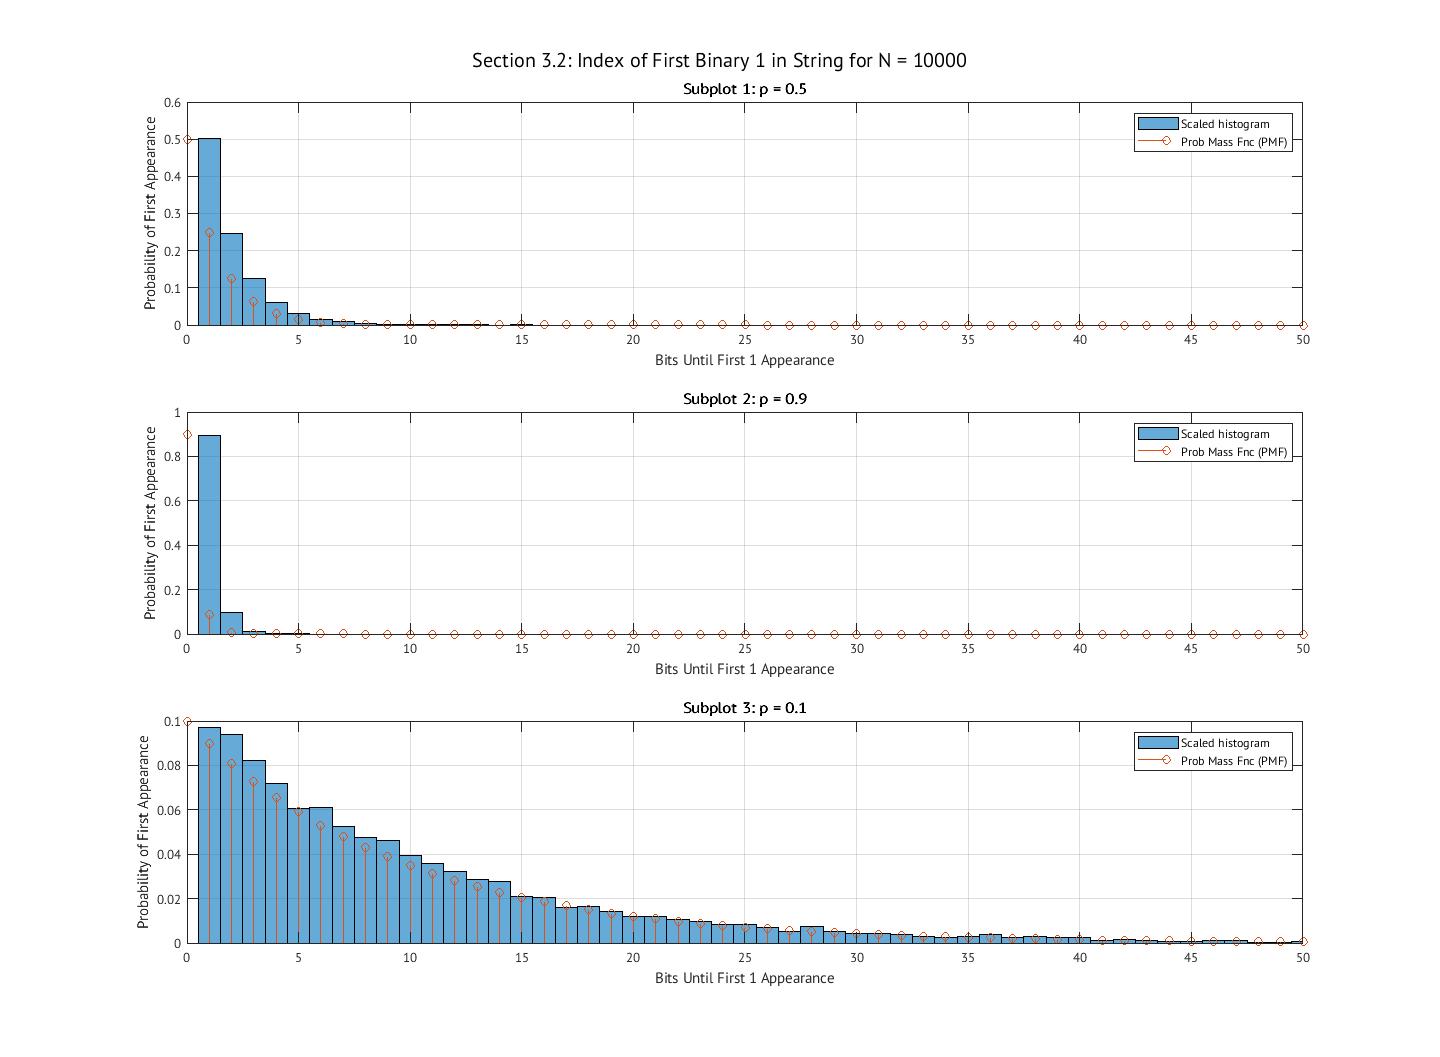 Section 3.2: Index of First Binary 1 in String for N = 10000
Subplot 1: p = 0.5
Probability of First Appearance
0.6
0.5
0.4
0.3
0.2
0.1
0
Scaled histogram
Prob Mass Fnc (PMF)
0 5 10 15 20 25 30 35 40 45 50
Bits Until First 1 Appearance
Subplot 2: p = 0.9
Probability of First Appearance
1
0.8
0.6
0.4
0.2
0
Scaled histogram
Prob Mass Fnc (PMF)
0 5 10 15 20 25 30 35 40 45 50
Bits Until First 1 Appearance
Subplot 3: p = 0.1
Probability of First Appearance
0.1
0.08
0.06
0.04
0.02
0
Scaled histogram
Prob Mass Fnc (PMF)
0 5 10 15 20 25 30 35 40 45 50
Bits Until First 1 Appearance